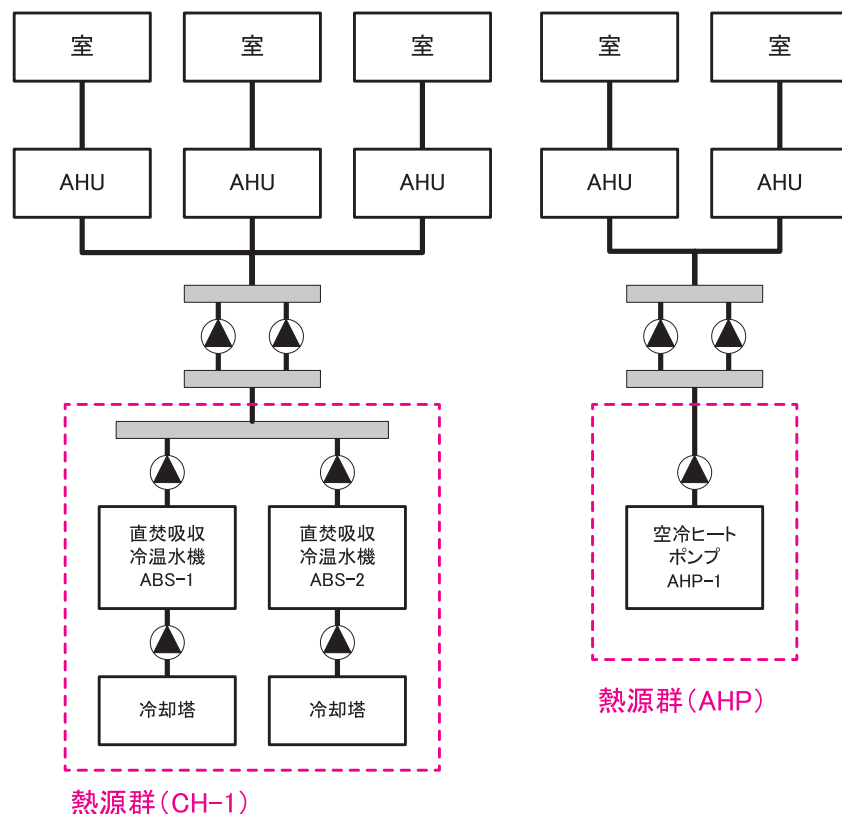 室
室
室
室
室
AHU
AHU
AHU
AHU
AHU
直焚吸収
冷温水機
ABS-1
直焚吸収
冷温水機
ABS-2
空冷ヒート
ポンプ
AHP-1
冷却塔
冷却塔
熱源群(AHP)
熱源群(CH-1)